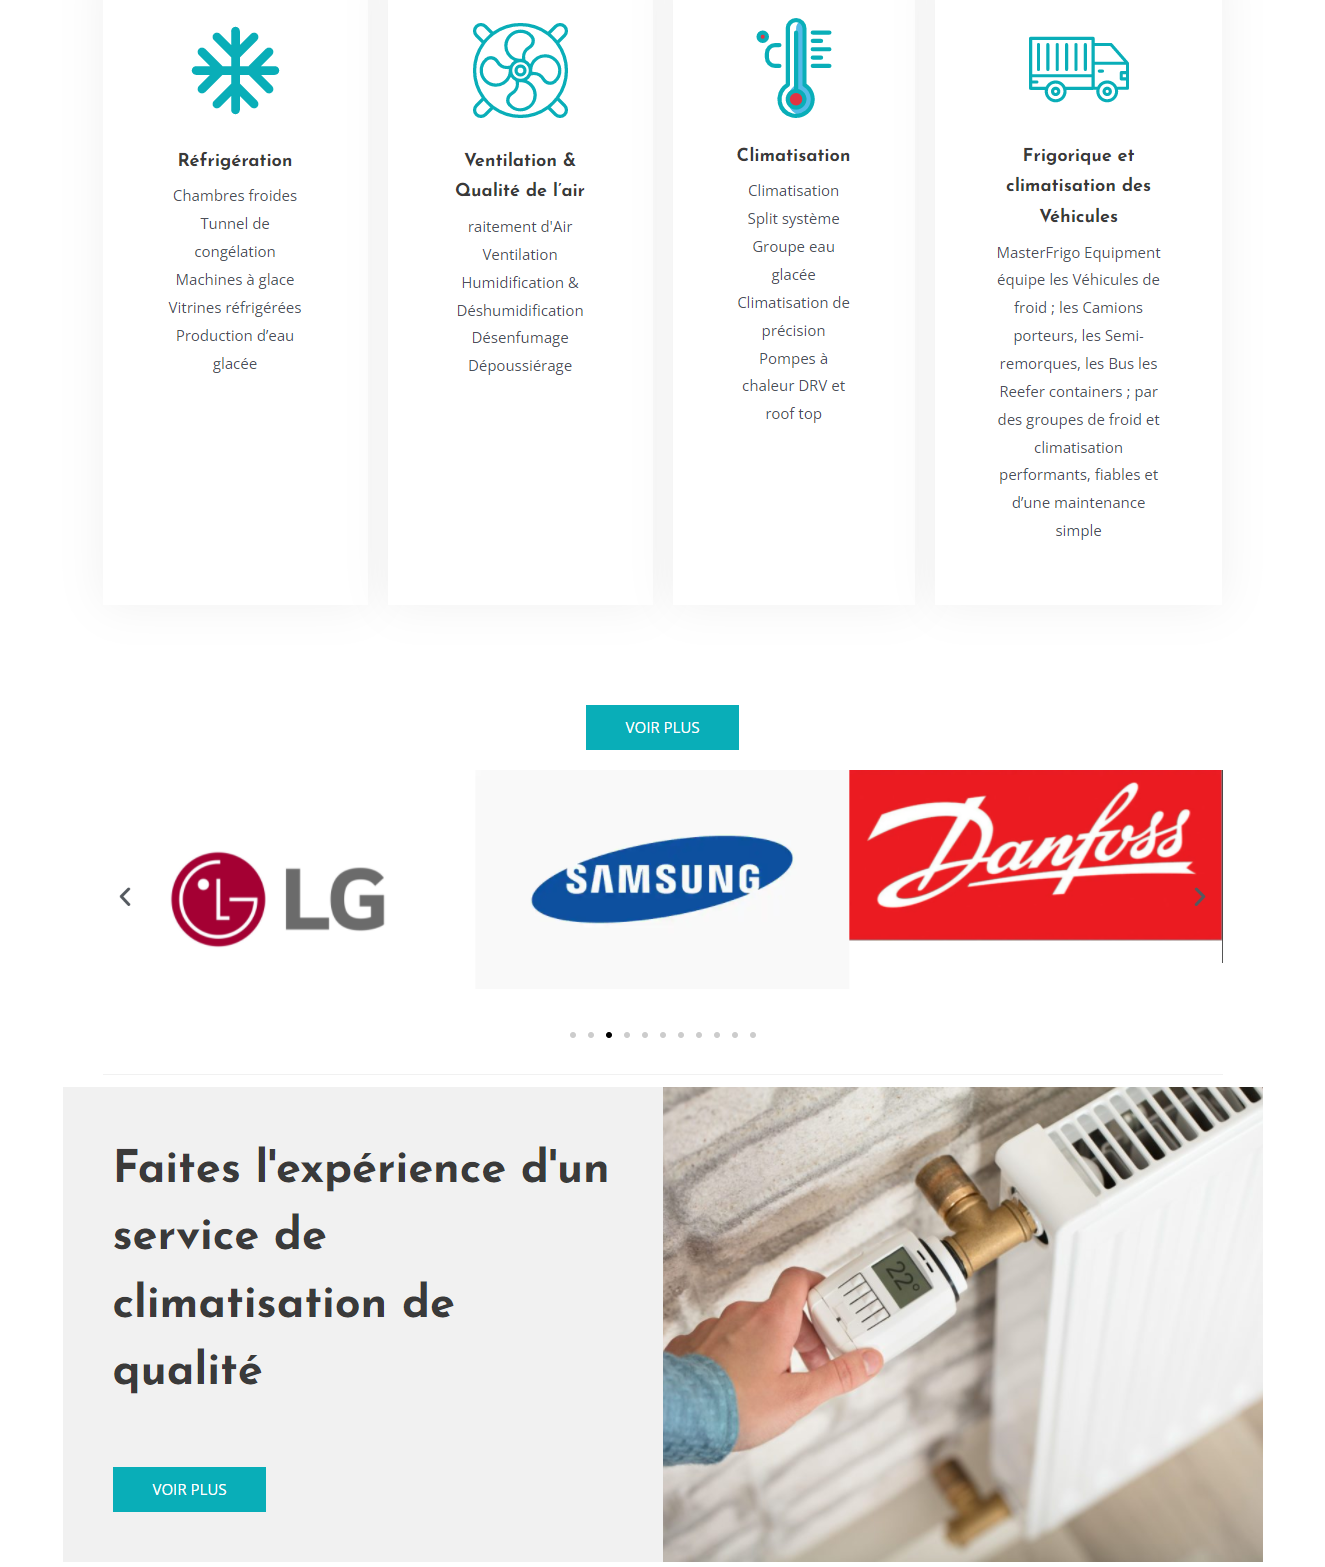 Réfrigération
Chambres froides
Tunnel de
congélation
Machines à glace
Vitrines réfrigérées
Production d’eau
glacée
Ventilation &
Qualité de l’air
raitement d'Air
Ventilation
Humidification &
Déshumidification
Désenfumage
Dépoussiérage
Climatisation
Climatisation
Split système
Groupe eau
glacée
Climatisation de
précision
Pompes à
chaleur DRV et
roof top
Frigorique et
climatisation des
Véhicules
MasterFrigo Equipment
équipe les Véhicules de
froid ; les Camions
porteurs, les Semi-
remorques, les Bus les
Reefer containers ; par
des groupes de froid et
climatisation
performants, fiables et
d’une maintenance
simple
VOIR PLUS
LG
SAMSUNG
Danfoss
Faites l'expérience d'un
service de
climatisation de
qualité
VOIR PLUS
22°